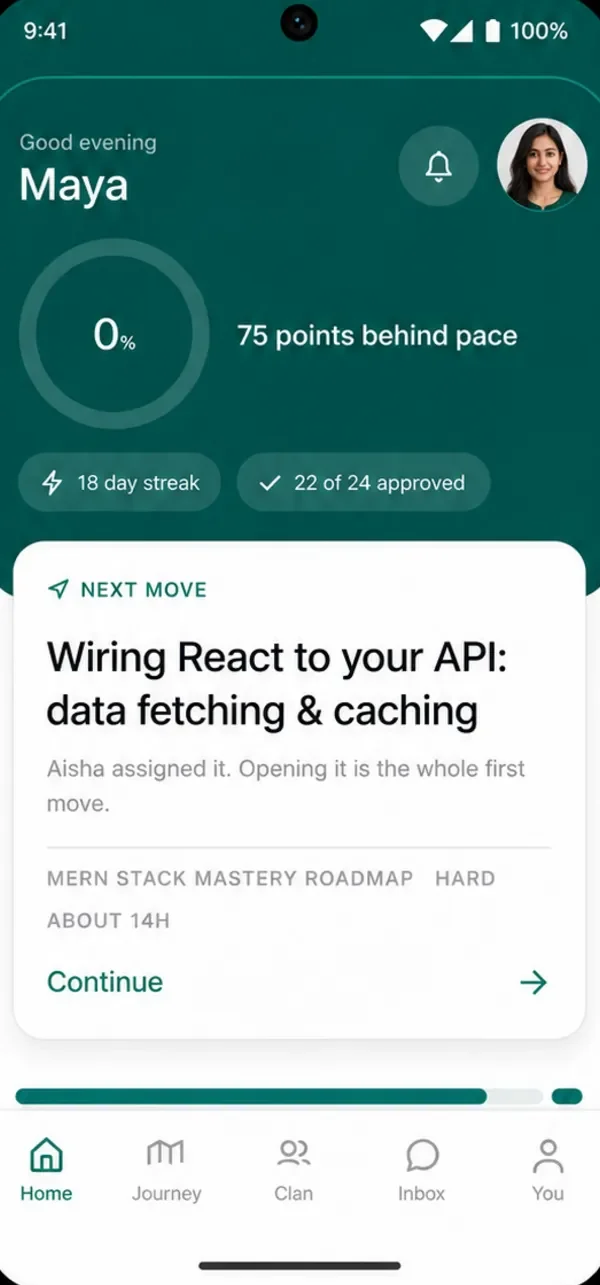 9:41
100%
Good evening
Maya
0%
75 points behind pace
18 day streak
22 of 24 approved
NEXT MOVE
Wiring React to your API:
data fetching & caching
Aisha assigned it. Opening it is the whole first
move.
MERN STACK MASTERY ROADMAP HARD
ABOUT 14H
Continue
Home
Journey
Clan
Inbox
You